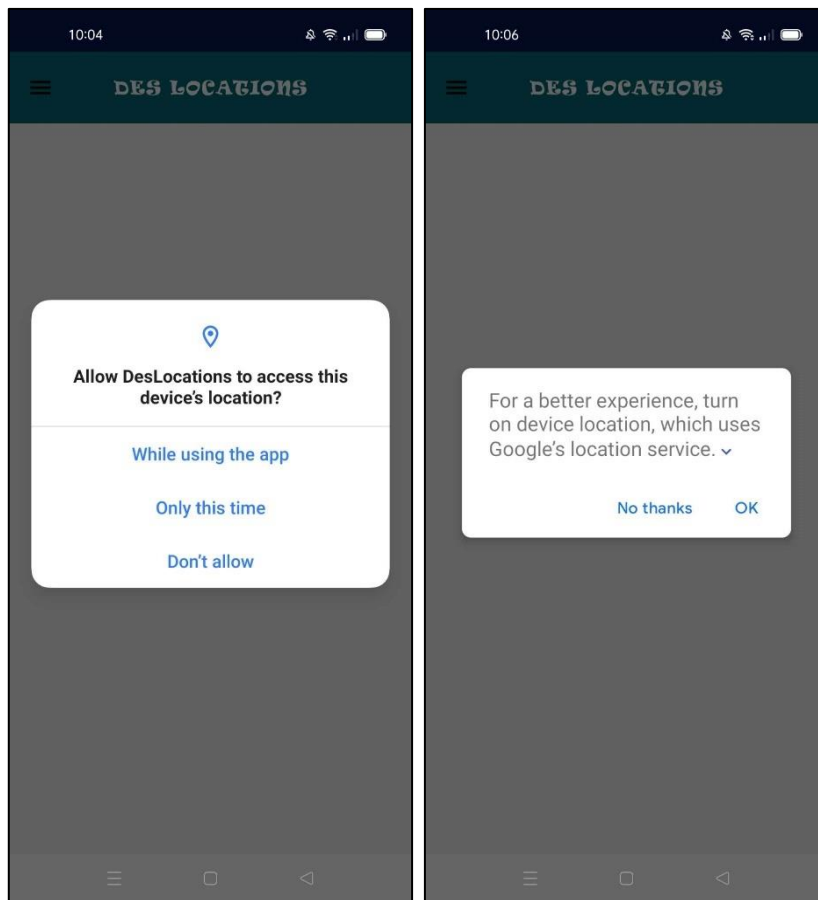 10:04
DES LOCATIONS
Allow DesLocations to access this
device's location?
While using the app
Only this time
Don't allow
10:06
DES LOCATIONS
For a better experience, turn
on device location, which uses
Google's location service.
No thanks OK